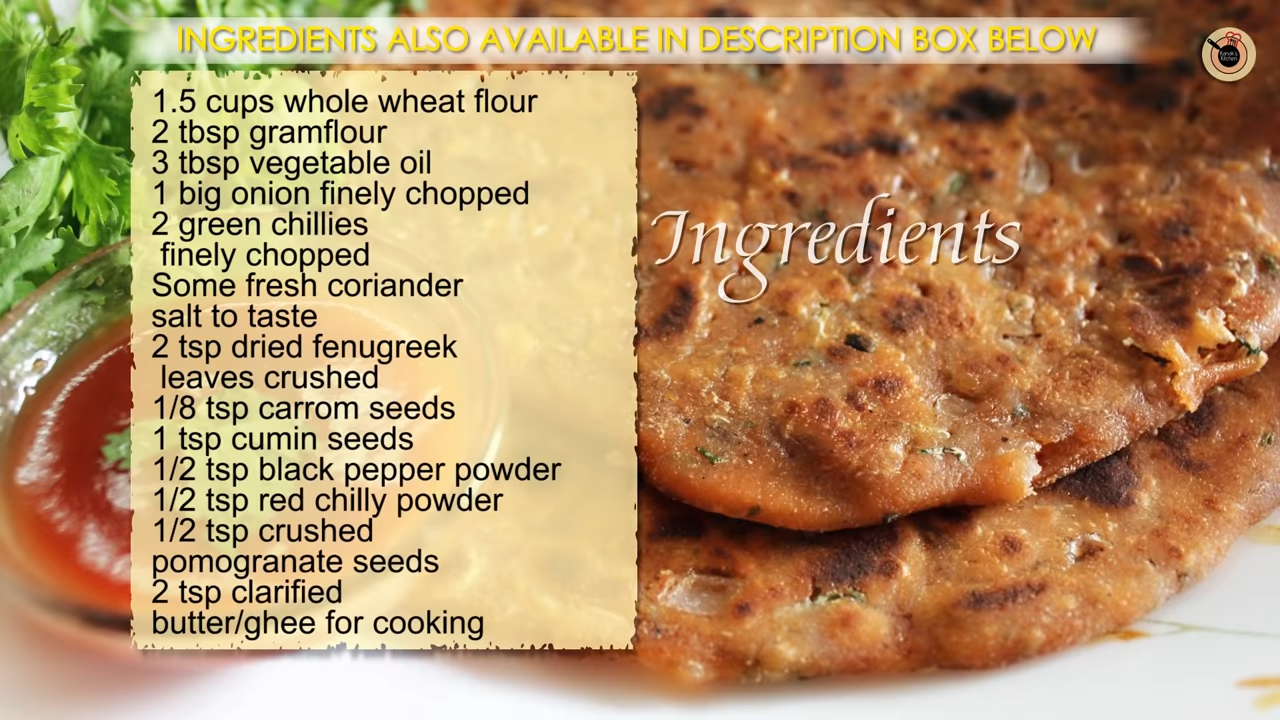 INGREDIENTS ALSO AVAILABLE IN DESCRIPTION BOX BELOW
Kanak's
Kitchen
1.5 cups whole wheat flour
2 tbsp gramflour
3 tbsp vegetable oil
1 big onion finely chopped
2 green chillies
finely chopped
Some fresh coriander
salt to taste
2 tsp dried fenugreek
leaves crushed
1/8 tsp carrom seeds
1 tsp cumin seeds
1/2 tsp black pepper powder
1/2 tsp red chilly powder
1/2 tsp crushed
pomogranate seeds
2 tsp clarified
butter/ghee for cooking
Ingredients